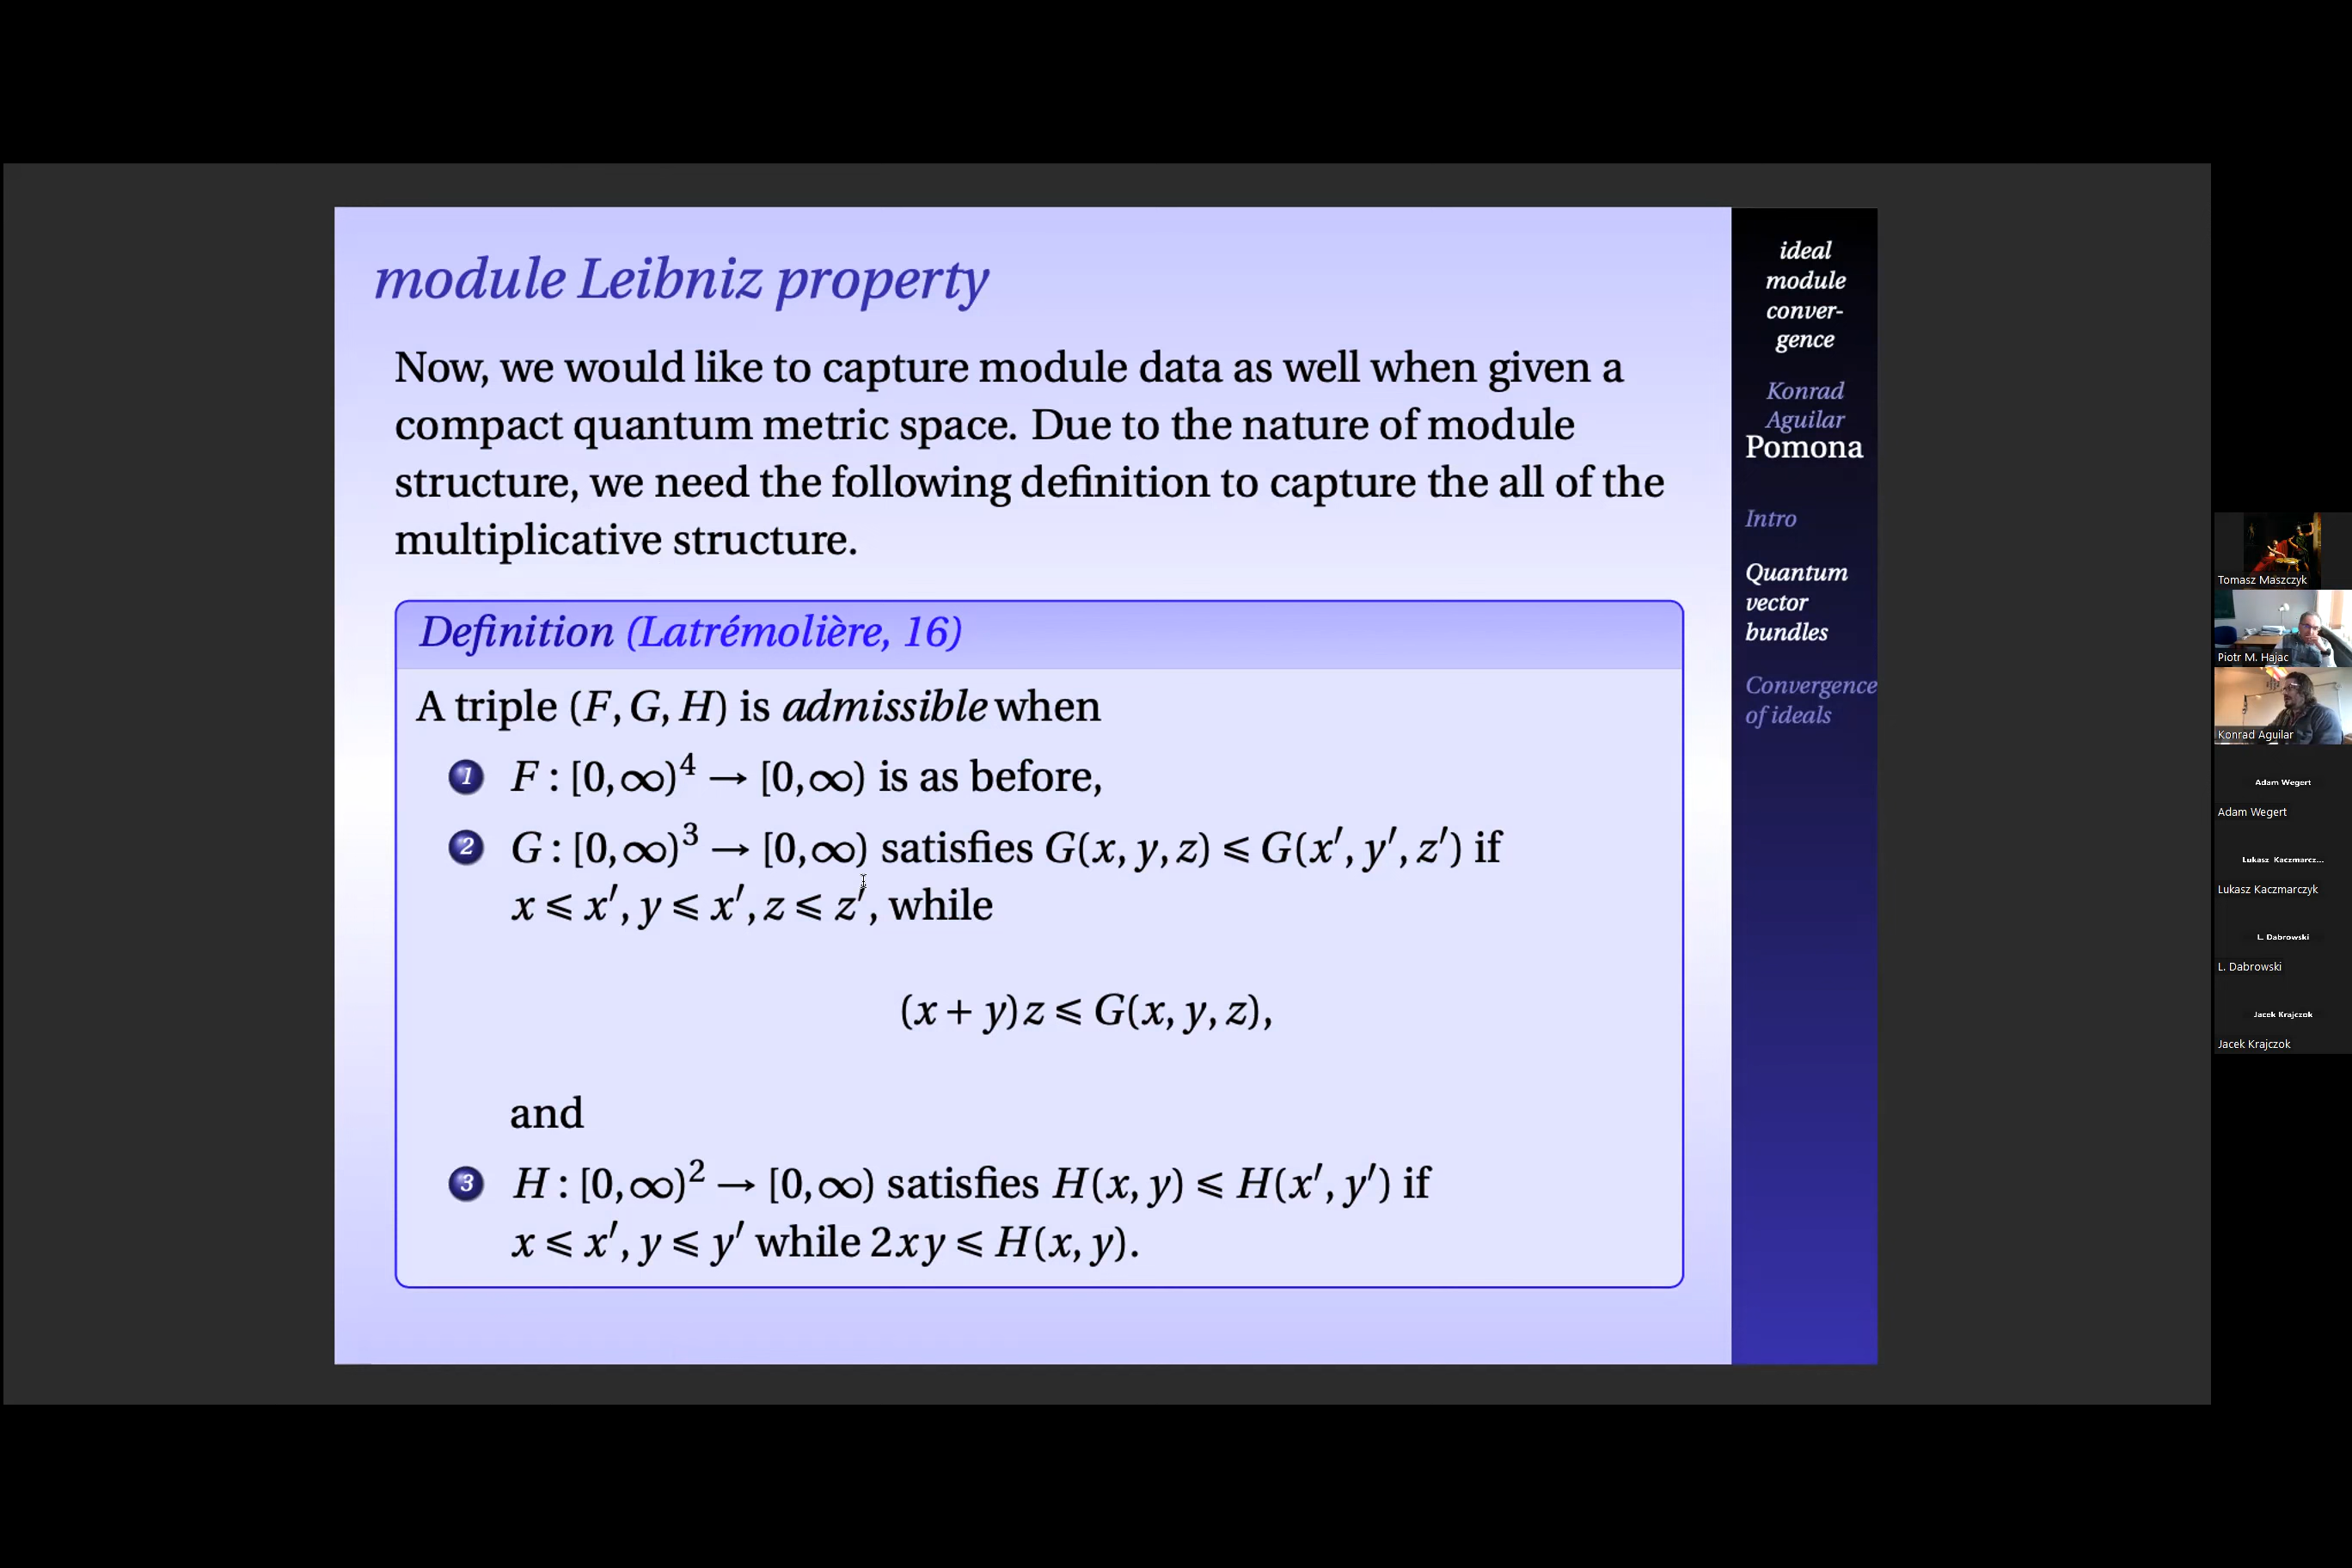 module Leibniz property
Now, we would like to capture module data as well when given a
compact quantum metric space. Due to the nature of module
structure, we need the following definition to capture the all of the
multiplicative structure.
Definition (Latrémolière, 16)
A triple (F, G, H) is admissible when
1 F : [0,∞)⁴ → [0,∞) is as before,
2 G : [0,∞)³ → [0,∞) satisfies G(x, y, z) ⩽ G(x′, y′, z′) if
x ⩽ x′, y ⩽ x′, z ⩽ z′, while
(x + y)z ⩽ G(x, y, z),
and
3 H : [0,∞)² → [0,∞) satisfies H(x, y) ⩽ H(x′, y′) if
x ⩽ x′, y ⩽ y′ while 2xy ⩽ H(x, y).
ideal
module
conver-
gence
Konrad
Aguilar
Pomona
Intro
Quantum
vector
bundles
Convergence
of ideals
Tomasz Maszczyk
Piotr M. Hajac
Konrad Aguilar
Adam Wegert
Adam Wegert
Lukasz Kaczmarcz...
Lukasz Kaczmarczyk
L. Dabrowski
L. Dabrowski
Jacek Krajczok
Jacek Krajczok